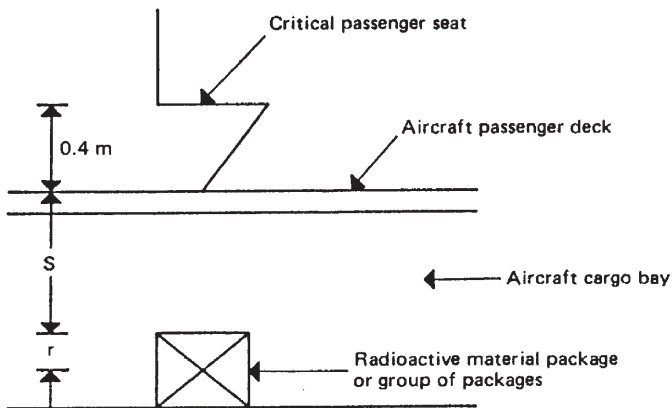 Critical passenger seat
Aircraft passenger deck
0.4 m
S
Aircraft cargo bay
r
Radioactive material package
or group of packages